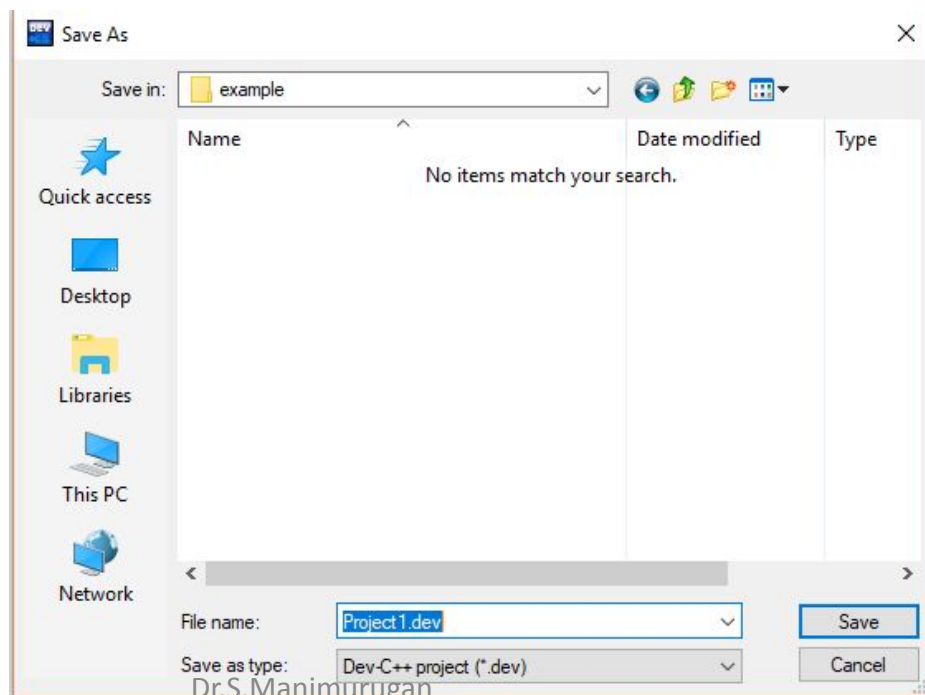 DEV Save As
Save in: example
Name Date modified Type
No items match your search.
Quick access
Desktop
Libraries
This PC
Network
File name: Project1.dev Save
Save as type: Dev-C++ project (*.dev) Cancel
Dr.S.Manimurugan